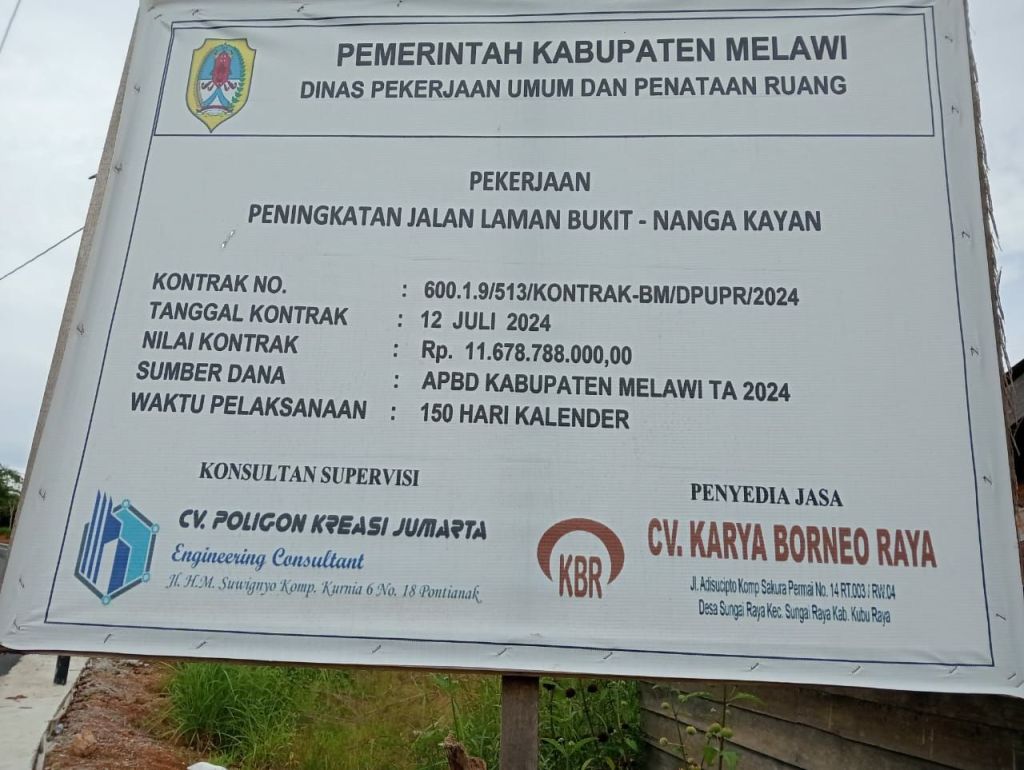 PEMERINTAH KABUPATEN MELAWI
DINAS PEKERJAAN UMUM DAN PENATAAN RUANG
PEKERJAAN
PENINGKATAN JALAN LAMAN BUKIT - NANGA KAYAN
KONTRAK NO. : 600.1.9/513/KONTRAK-BM/DPUPR/2024
TANGGAL KONTRAK : 12 JULI 2024
NILAI KONTRAK : Rp. 11.678.788.000,00
SUMBER DANA : APBD KABUPATEN MELAWI TA 2024
WAKTU PELAKSANAAN : 150 HARI KALENDER
KONSULTAN SUPERVISI
CV. POLIGON KREASI JUMARTA
Engineering Consultant
Jl. H.M. Suwignyo Komp. Kurnia 6 No. 18 Pontianak
PENYEDIA JASA
KBR
CV. KARYA BORNEO RAYA
Jl. Adisucipto Komp Sakura Permai No. 14 RT.003 / RW.04
Desa Sungai Raya Kec. Sungai Raya Kab. Kubu Raya